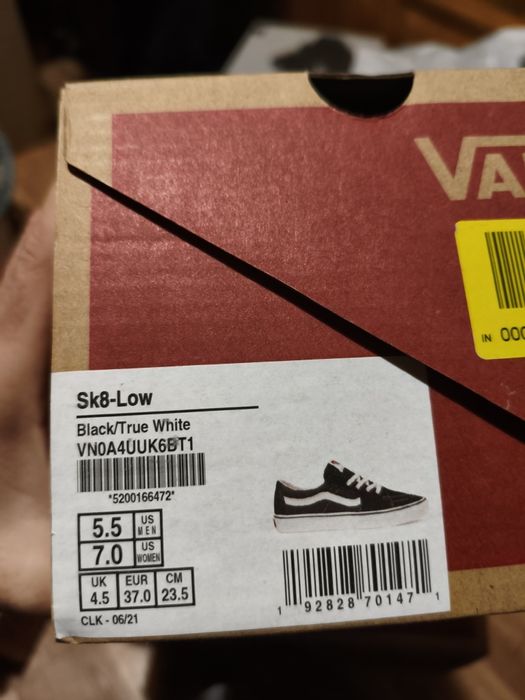 VA
IN 000
Sk8-Low
Black/True White
VN0A4UUK6BT1
*5200166472*
5.5 US MEN
7.0 US WOMEN
UK EUR CM
4.5 37.0 23.5
CLK - 06/21
1 92828 70147 1